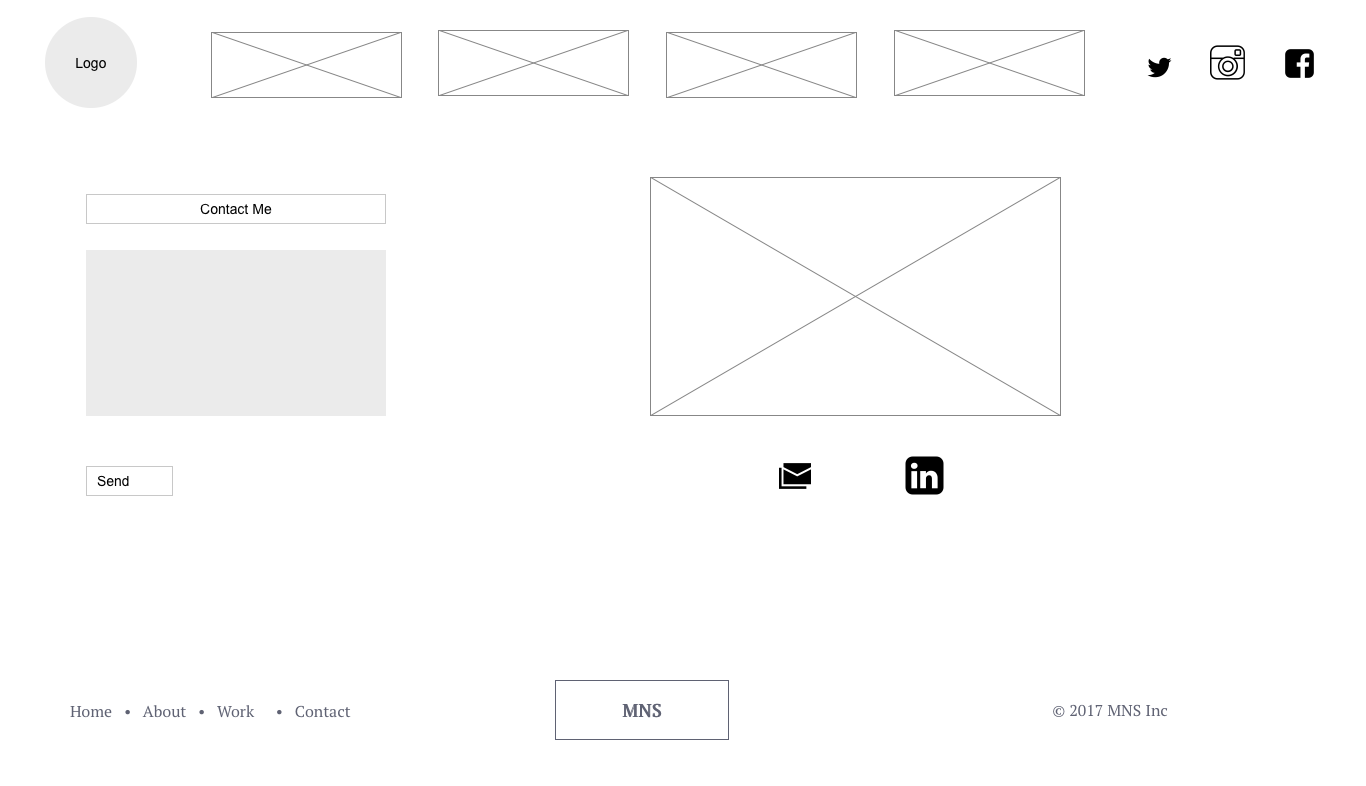 Logo
Contact Me
Send
Home • About • Work • Contact
MNS
© 2017 MNS Inc